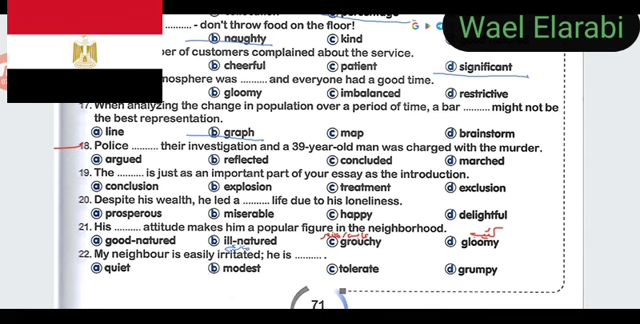 .......... - don't throw food on the floor!
ⓑ naughty ⓒ kind
Wael Elarabi
ber of customers complained about the service.
ⓑ cheerful ⓒ patient ⓓ significant
mosphere was .......... and everyone had a good time.
ⓑ gloomy ⓒ imbalanced ⓓ restrictive
17. When analyzing the change in population over a period of time, a bar .......... might not be
the best representation.
ⓐ line ⓑ graph ⓒ map ⓓ brainstorm
18. Police .......... their investigation and a 39-year-old man was charged with the murder.
ⓐ argued ⓑ reflected ⓒ concluded ⓓ marched
19. The .......... is just as an important part of your essay as the introduction.
ⓐ conclusion ⓑ explosion ⓒ treatment ⓓ exclusion
20. Despite his wealth, he led a .......... life due to his loneliness.
ⓐ prosperous ⓑ miserable ⓒ happy ⓓ delightful
21. His .......... attitude makes him a popular figure in the neighborhood.
ⓐ good-natured ⓑ ill-natured ⓒ grouchy ⓓ gloomy
22. My neighbour is easily irritated; he is .......... .
ⓐ quiet ⓑ modest ⓒ tolerate ⓓ grumpy
71